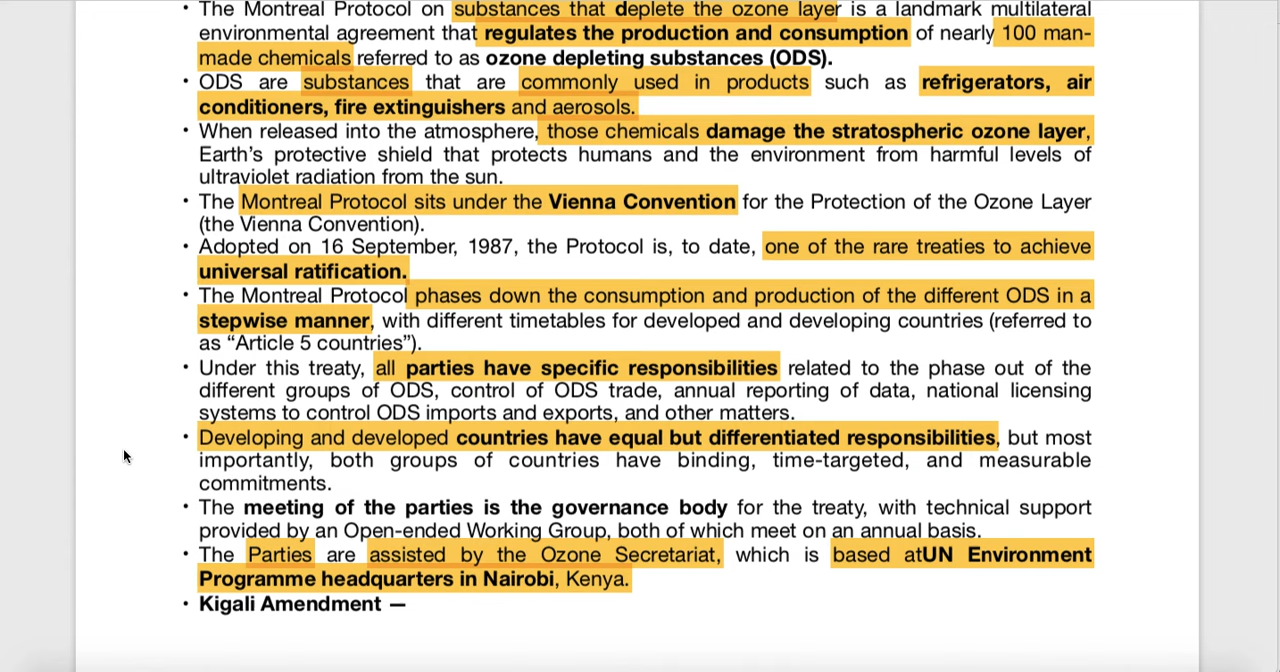 • The Montreal Protocol on substances that deplete the ozone layer is a landmark multilateral
environmental agreement that regulates the production and consumption of nearly 100 man-
made chemicals referred to as ozone depleting substances (ODS).
• ODS are substances that are commonly used in products such as refrigerators, air
conditioners, fire extinguishers and aerosols.
• When released into the atmosphere, those chemicals damage the stratospheric ozone layer,
Earth’s protective shield that protects humans and the environment from harmful levels of
ultraviolet radiation from the sun.
• The Montreal Protocol sits under the Vienna Convention for the Protection of the Ozone Layer
(the Vienna Convention).
• Adopted on 16 September, 1987, the Protocol is, to date, one of the rare treaties to achieve
universal ratification.
• The Montreal Protocol phases down the consumption and production of the different ODS in a
stepwise manner, with different timetables for developed and developing countries (referred to
as “Article 5 countries”).
• Under this treaty, all parties have specific responsibilities related to the phase out of the
different groups of ODS, control of ODS trade, annual reporting of data, national licensing
systems to control ODS imports and exports, and other matters.
• Developing and developed countries have equal but differentiated responsibilities, but most
importantly, both groups of countries have binding, time-targeted, and measurable
commitments.
• The meeting of the parties is the governance body for the treaty, with technical support
provided by an Open-ended Working Group, both of which meet on an annual basis.
• The Parties are assisted by the Ozone Secretariat, which is based atUN Environment
Programme headquarters in Nairobi, Kenya.
• Kigali Amendment —